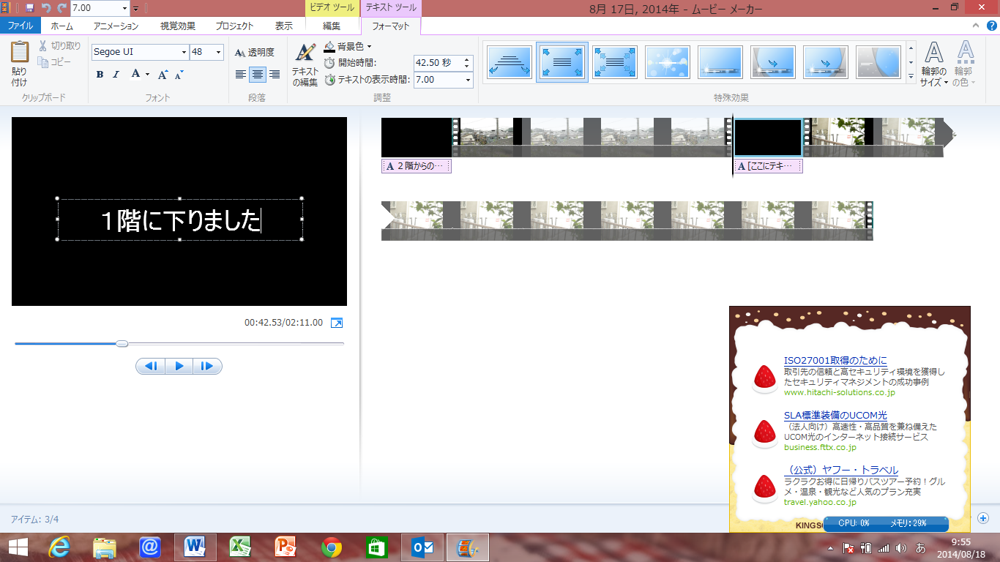 7.00
ビデオ ツール
テキスト ツール
8月 17日, 2014年 - ムービー メーカー
ファイル
ホーム
アニメーション
視覚効果
プロジェクト
表示
編集
フォーマット
貼り付け
切り取り
コピー
クリップボード
Segoe UI
48
B I A A A
フォント
透明度
段落
テキストの編集
背景色
開始時間:
42.50 秒
テキストの表示時間:
7.00
調整
特殊効果
輪郭のサイズ
輪郭の色
１階に下りました
00:42.53/02:11.00
A ２階からの…
A [ここにテキ…
ISO27001取得のために
取引先の信頼と高セキュリティ環境を獲得し
たセキュリティマネジメントの成功事例
www.hitachi-solutions.co.jp
SLA標準装備のUCOM光
（法人向け）高速性・高品質を兼ね備えた
UCOM光のインターネット接続サービス
business.fttx.co.jp
（公式）ヤフー・トラベル
ラクラクお得に日帰りバスツアー予約！グル
メ・温泉・観光など人気のプラン充実
travel.yahoo.co.jp
CPU: 0% メモリ: 29%
アイテム: 3/4
あ
9:55
2014/08/18